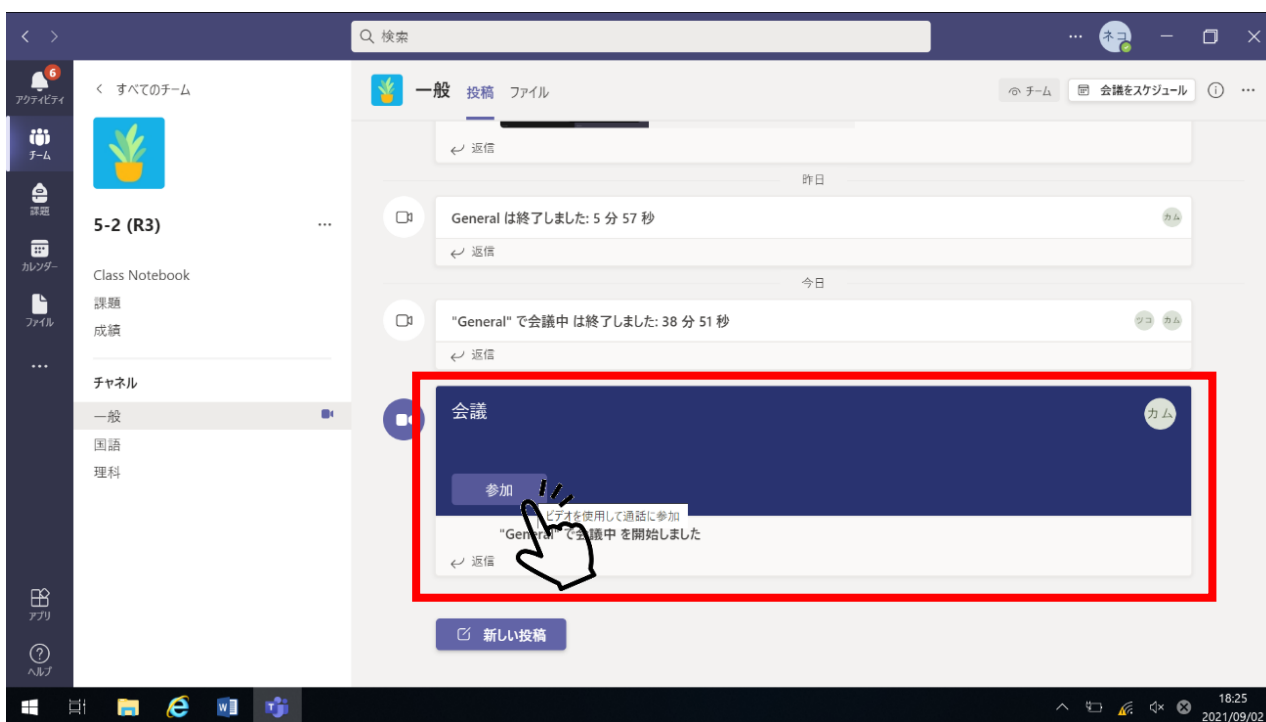 検索
ネコ
6
アクティビティ
チーム
課題
カレンダー
ファイル
アプリ
ヘルプ
すべてのチーム
5-2 (R3)
Class Notebook
課題
成績
チャネル
一般
国語
理科
一般 投稿 ファイル
チーム 会議をスケジュール
返信
昨日
General は終了しました: 5 分 57 秒
カム
返信
今日
"General" で会議中 は終了しました: 38 分 51 秒
ツコ カム
返信
会議
カム
参加
ビデオを使用して通話に参加
"General" で会議中 を開始しました
返信
新しい投稿
18:25
2021/09/02